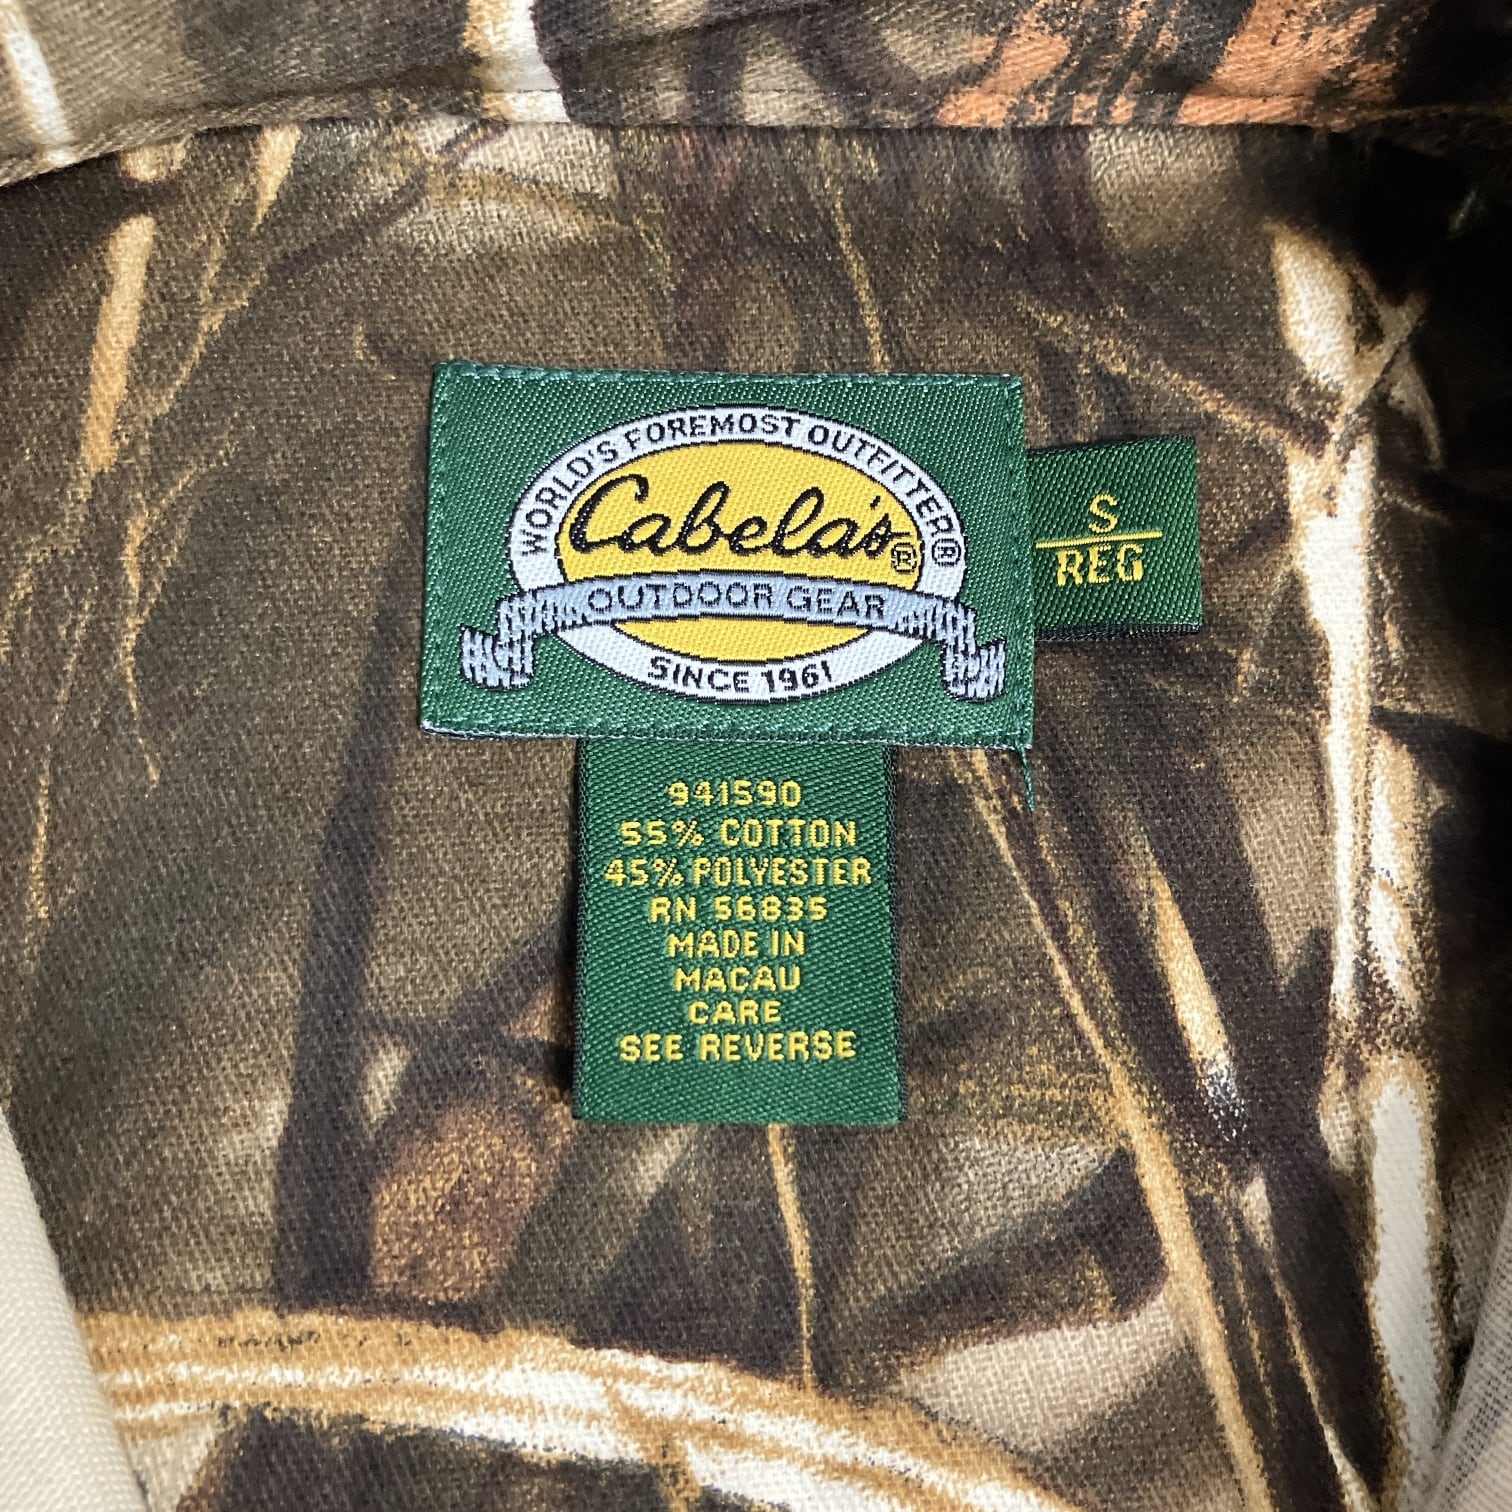 WORLD'S FOREMOST OUTFITTER®
Cabela's®
OUTDOOR GEAR
SINCE 1961
S
REG
941590
55% COTTON
45% POLYESTER
RN 56835
MADE IN
MACAU
CARE
SEE REVERSE